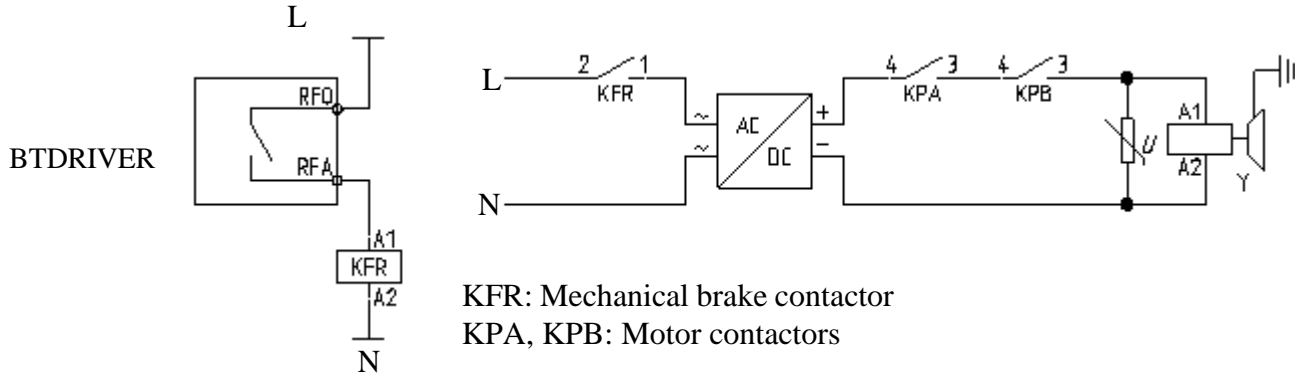 L
RFO
BTDRIVER
RFA
A1
KFR
A2
N
L
2 1
KFR
~
~
AC
DC
+
-
4 3
KPA
4 3
KPB
U
A1
A2
Y
N
KFR: Mechanical brake contactor
KPA, KPB: Motor contactors